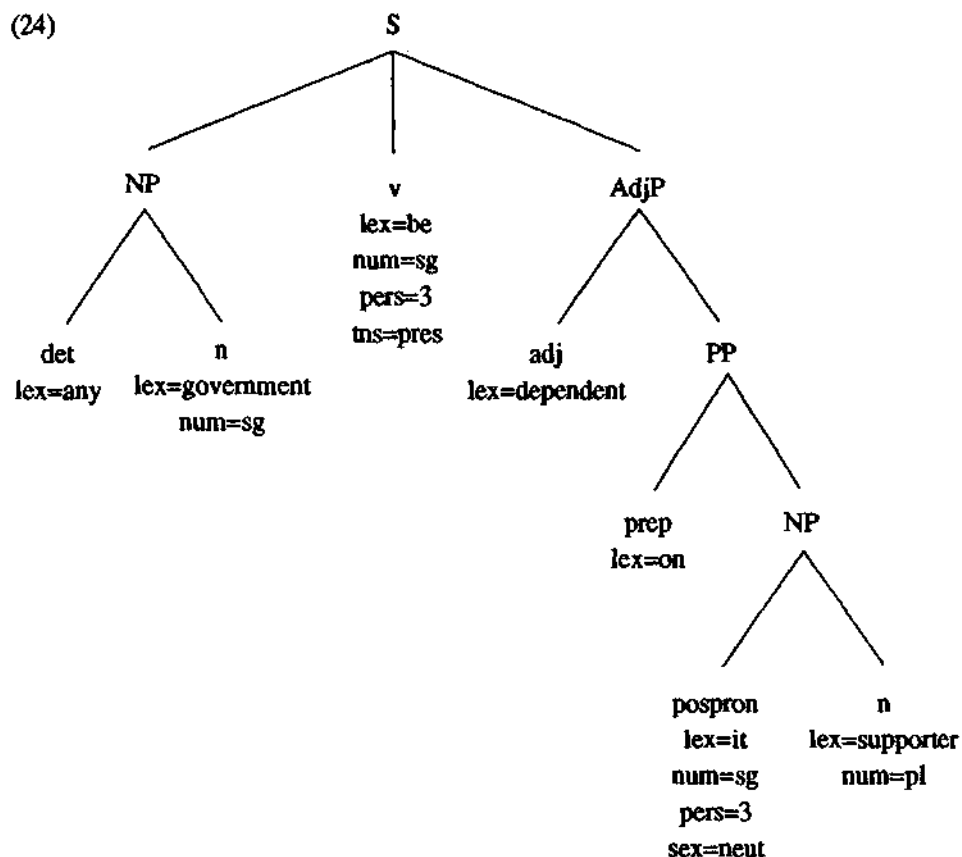 (24)
S
NP
v
lex=be
num=sg
pers=3
tns=pres
AdjP
det
lex=any
n
lex=government
num=sg
adj
lex=dependent
PP
prep
lex=on
NP
pospron
lex=it
num=sg
pers=3
sex=neut
n
lex=supporter
num=pl